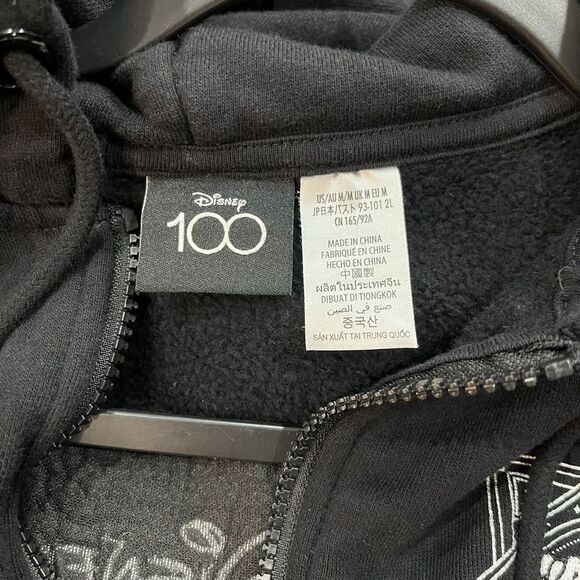 Disney
100
US/AU M/M UK M EU M
JP日本/バスト 93-101 2L
CN 165/92A
MADE IN CHINA
FABRIQUÉ EN CHINE
HECHO EN CHINA
中國製
ผลิตในประเทศจีน
DIBUAT DI TIONGKOK
صنع في الصين
중국산
SẢN XUẤT TẠI TRUNG QUỐC